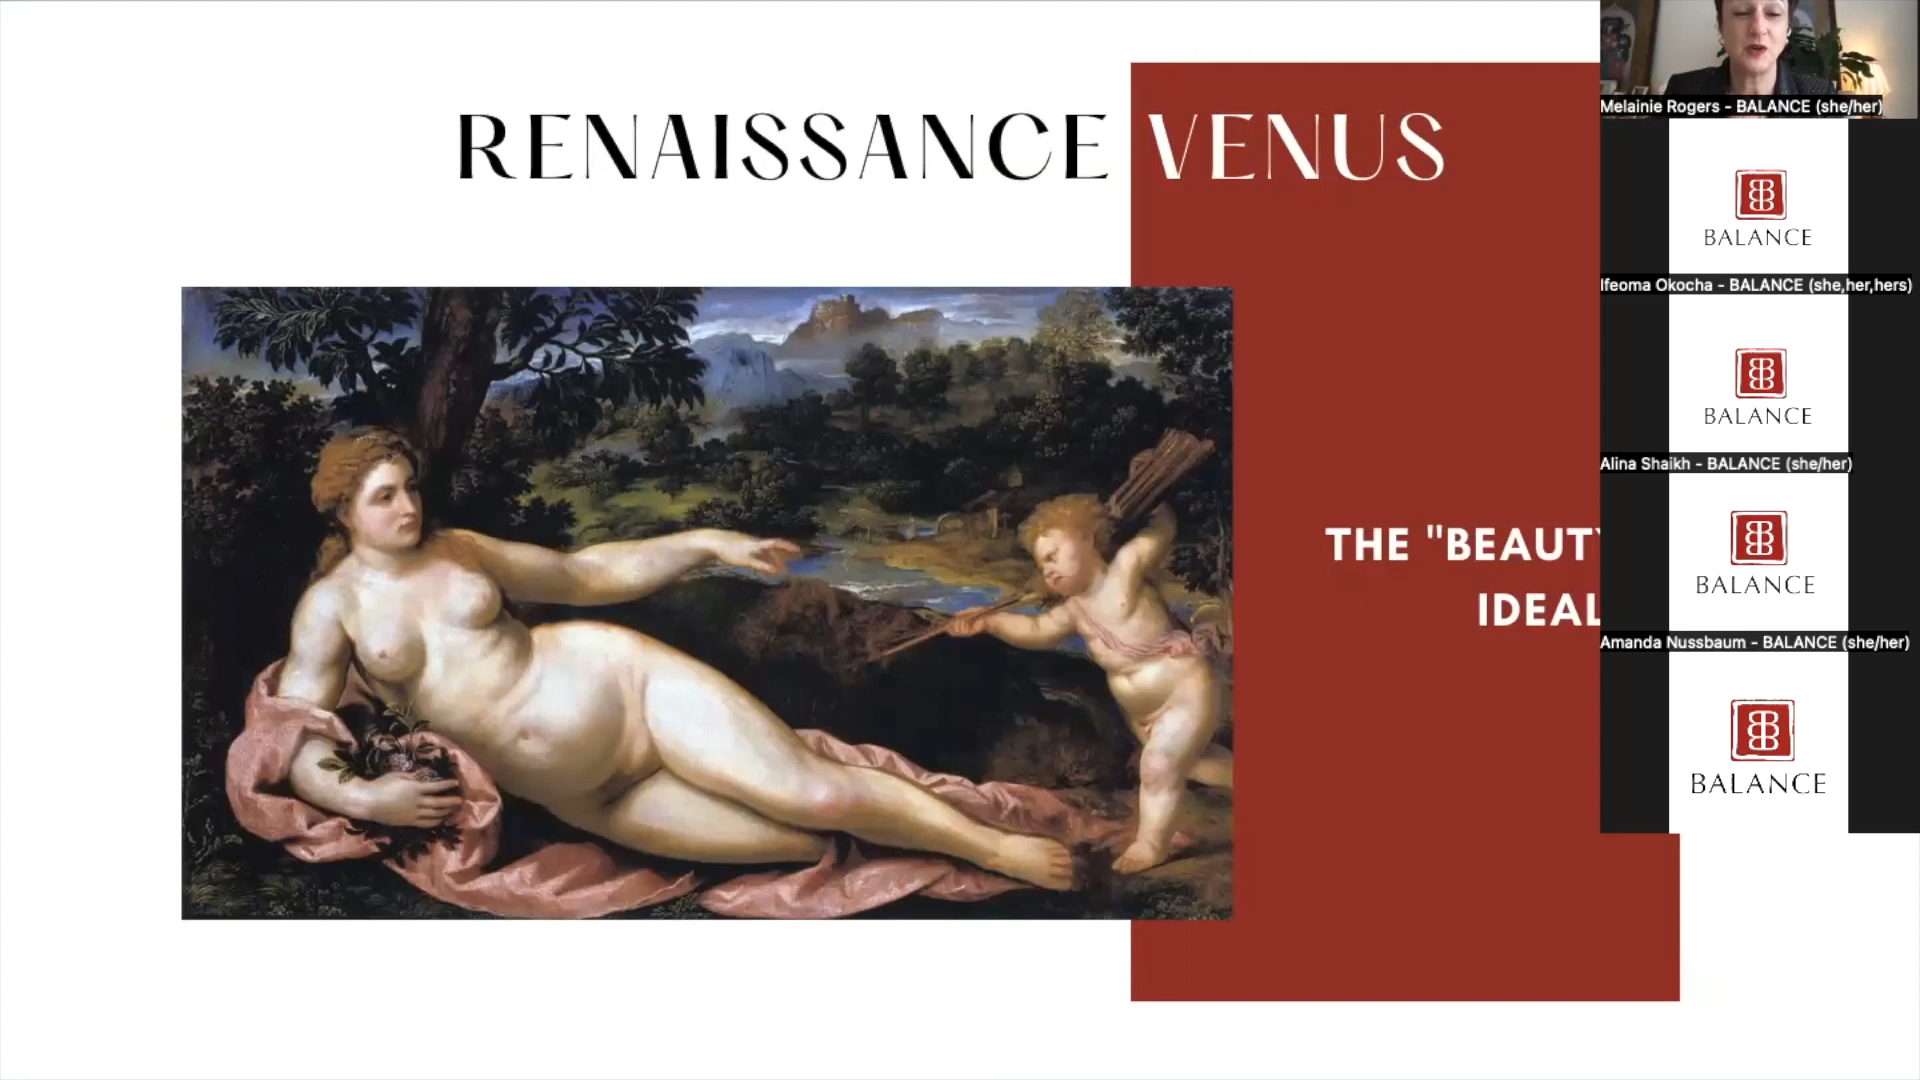 RENAISSANCE VENUS
THE "BEAUTY
IDEAL
Melainie Rogers - BALANCE (she/her)
BALANCE
Ifeoma Okocha - BALANCE (she,her,hers)
BALANCE
Alina Shaikh - BALANCE (she/her)
BALANCE
Amanda Nussbaum - BALANCE (she/her)
BALANCE